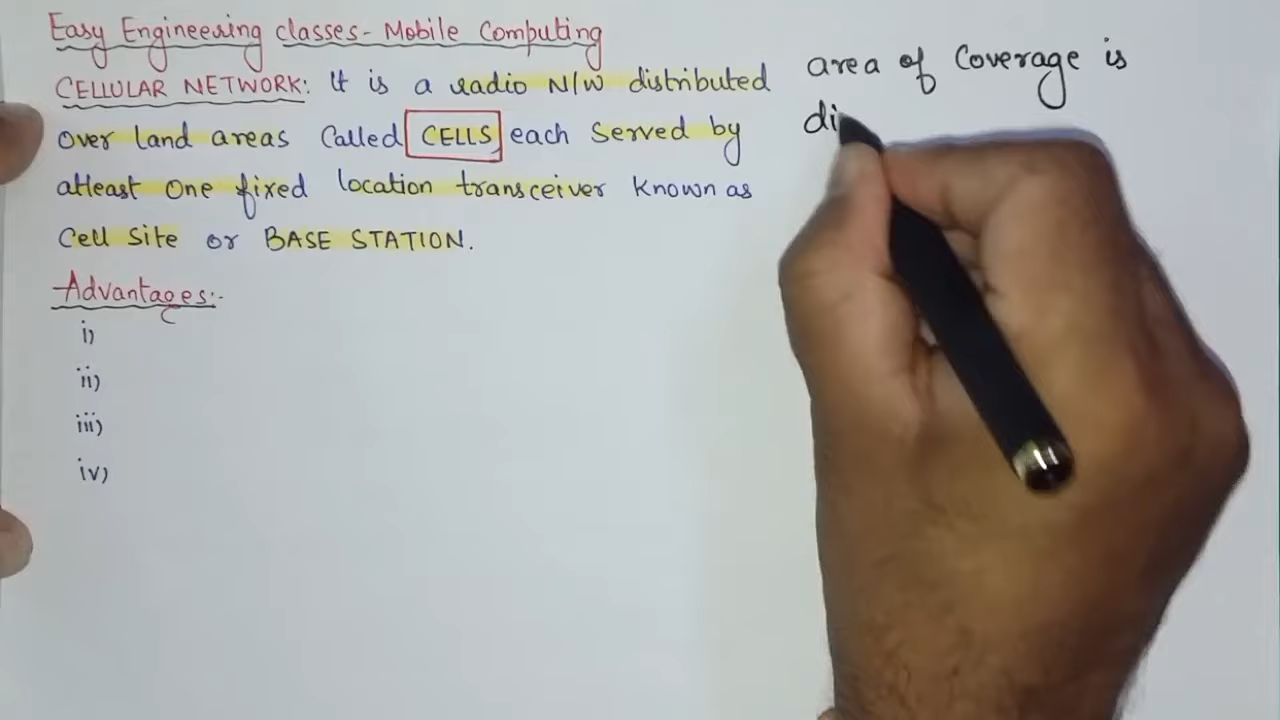 Easy Engineering classes- Mobile Computing
CELLULAR NETWORK: It is a radio N/W distributed
Over land areas Called CELLS each Served by
atleast One fixed location transceiver Known as
Cell Site or BASE STATION.
Advantages:-
i)
ii)
iii)
iv)
area of Coverage is
di